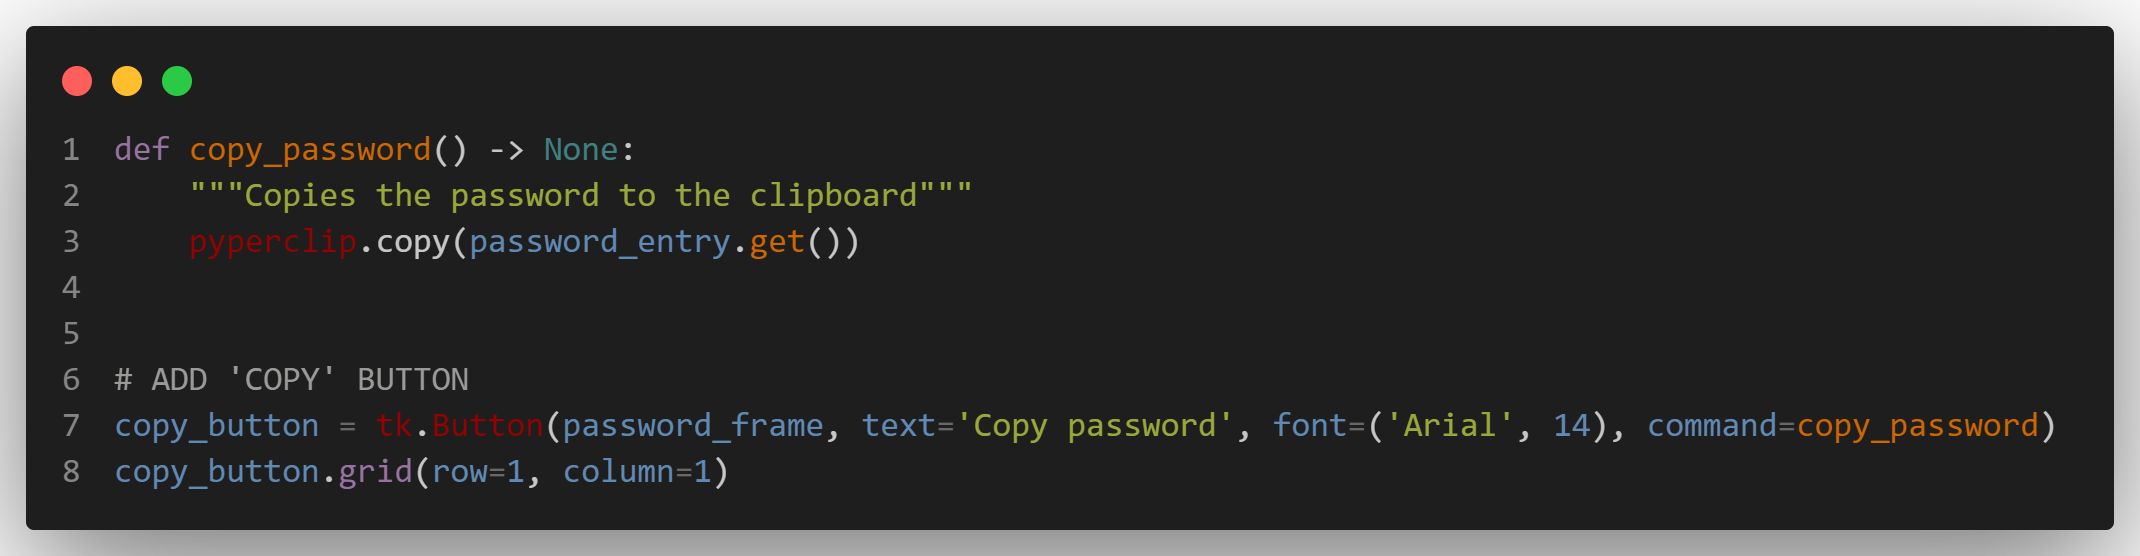 1 def copy_password() -> None:
2     """Copies the password to the clipboard"""
3     pyperclip.copy(password_entry.get())
4
5
6 # ADD 'COPY' BUTTON
7 copy_button = tk.Button(password_frame, text='Copy password', font=('Arial', 14), command=copy_password)
8 copy_button.grid(row=1, column=1)